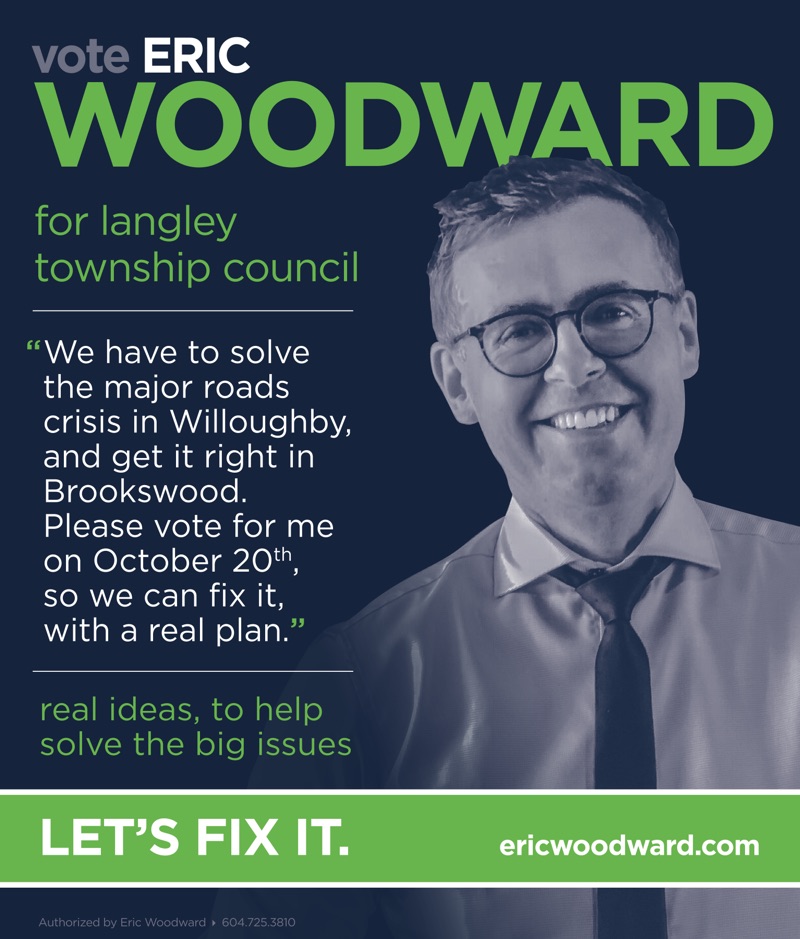 vote ERIC
WOODWARD
for langley
township council
“We have to solve
the major roads
crisis in Willoughby,
and get it right in
Brookswood.
Please vote for me
on October 20th,
so we can fix it,
with a real plan.”
real ideas, to help
solve the big issues
LET’S FIX IT.
ericwoodward.com
Authorized by Eric Woodward ▸ 604.725.3810